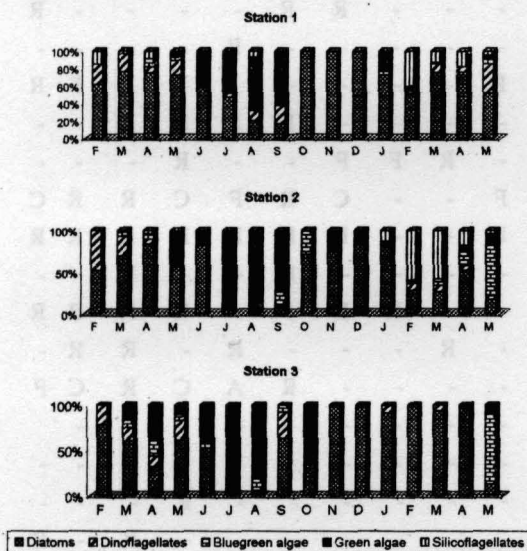 Station 1
100%
80%
60%
40%
20%
0%
F M A M J J A S O N D J F M A M
Station 2
100%
50%
0%
F M A M J J A S O N D J F M A M
Station 3
100%
50%
0%
F M A M J J A S O N D J F M A M
Diatoms Dinoflagellates Bluegreen algae Green algae Silicoflagellates